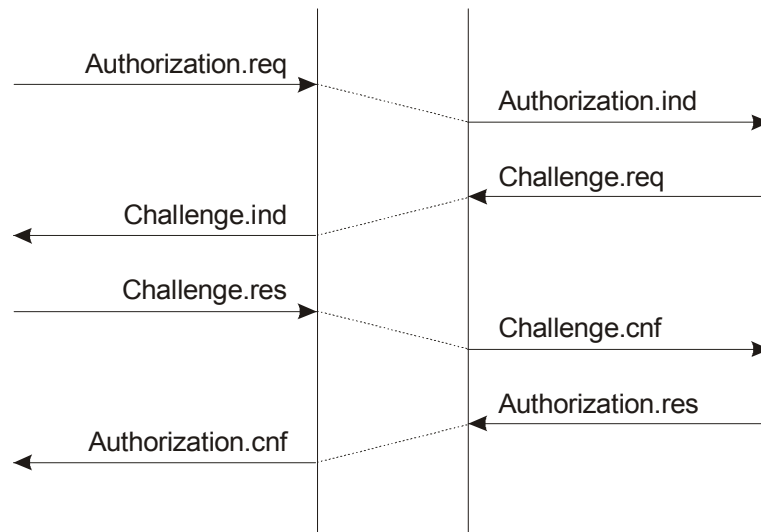 Authorization.req
Authorization.ind
Challenge.req
Challenge.ind
Challenge.res
Challenge.cnf
Authorization.res
Authorization.cnf